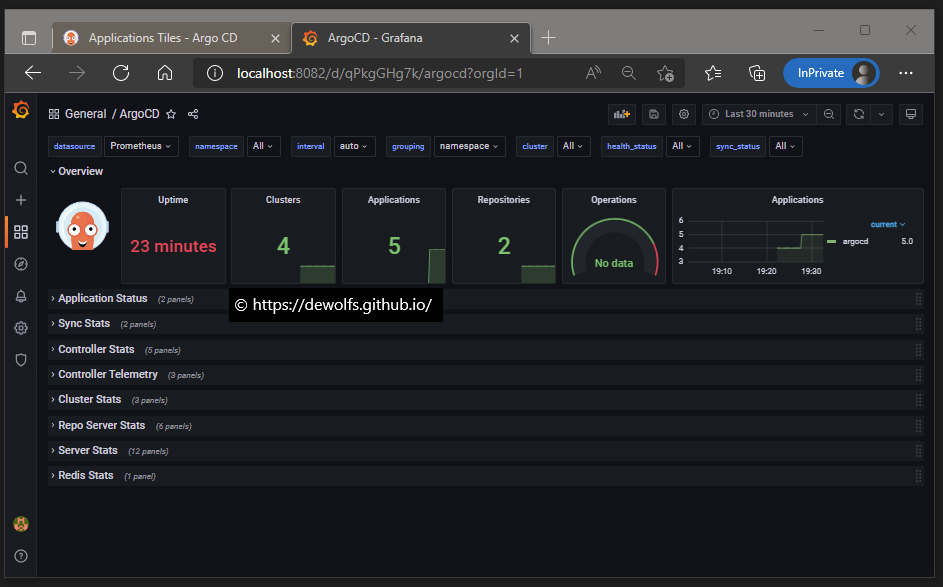 Applications Tiles - Argo CD
ArgoCD - Grafana
localhost:8082/d/qPkgGHg7k/argocd?orgId=1
InPrivate
General / ArgoCD
Last 30 minutes
datasource Prometheus namespace All interval auto grouping namespace cluster All health_status All sync_status All
Overview
Uptime
23 minutes
Clusters
4
Applications
5
Repositories
2
Operations
No data
Applications
6
5
4
3
19:10 19:20 19:30
current
argocd 5.0
Application Status (2 panels)
© https://dewolfs.github.io/
Sync Stats (2 panels)
Controller Stats (5 panels)
Controller Telemetry (3 panels)
Cluster Stats (3 panels)
Repo Server Stats (6 panels)
Server Stats (12 panels)
Redis Stats (1 panel)